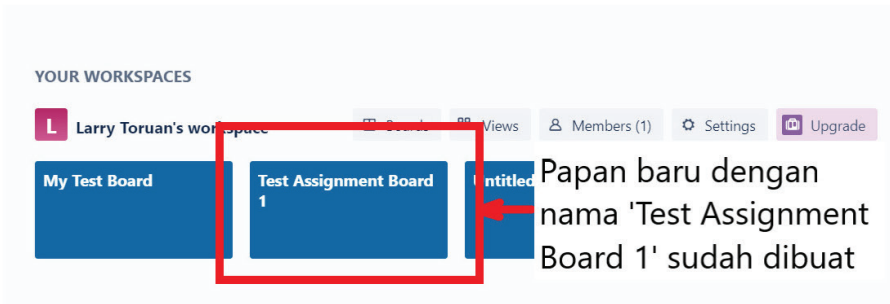 YOUR WORKSPACES
L Larry Toruan's workspace Boards Views Members (1) Settings Upgrade
My Test Board Test Assignment Board Untitled
1
Papan baru dengan
nama 'Test Assignment
Board 1' sudah dibuat